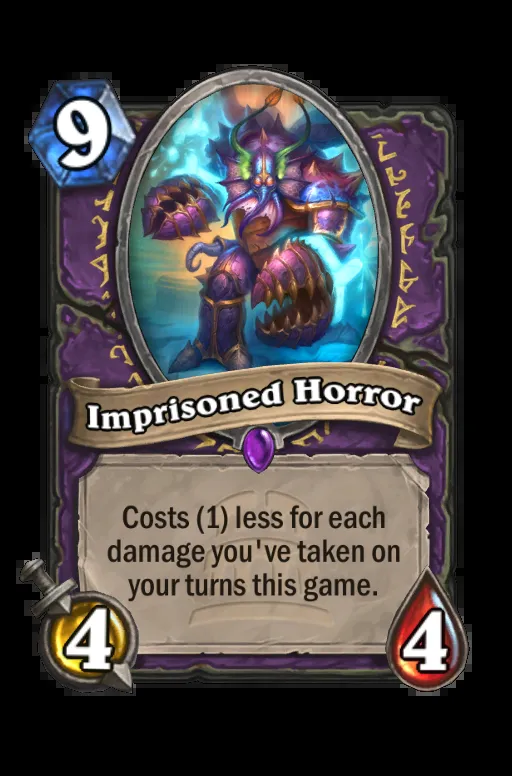 9
Imprisoned Horror
Costs (1) less for each
damage you've taken on
your turns this game.
4
4